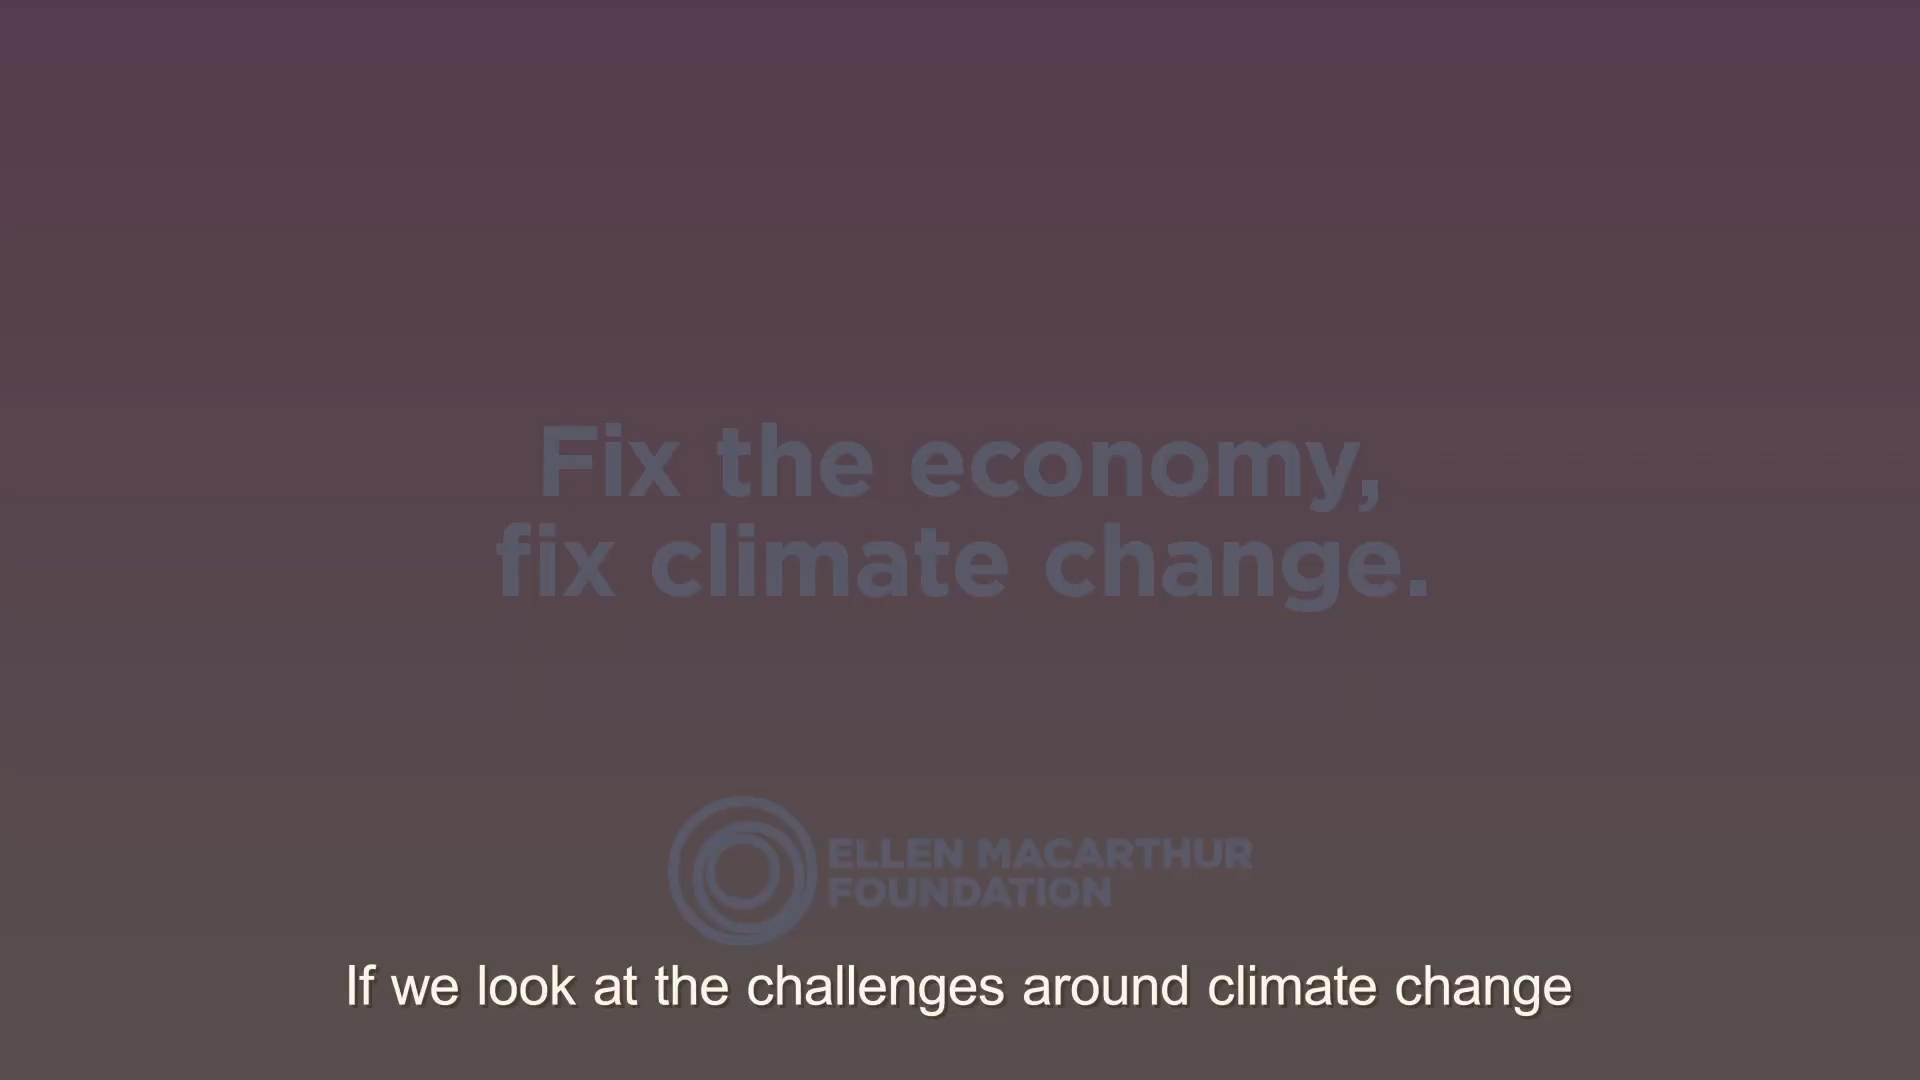 Fix the economy,
fix climate change.
ELLEN MACARTHUR
FOUNDATION
If we look at the challenges around climate change